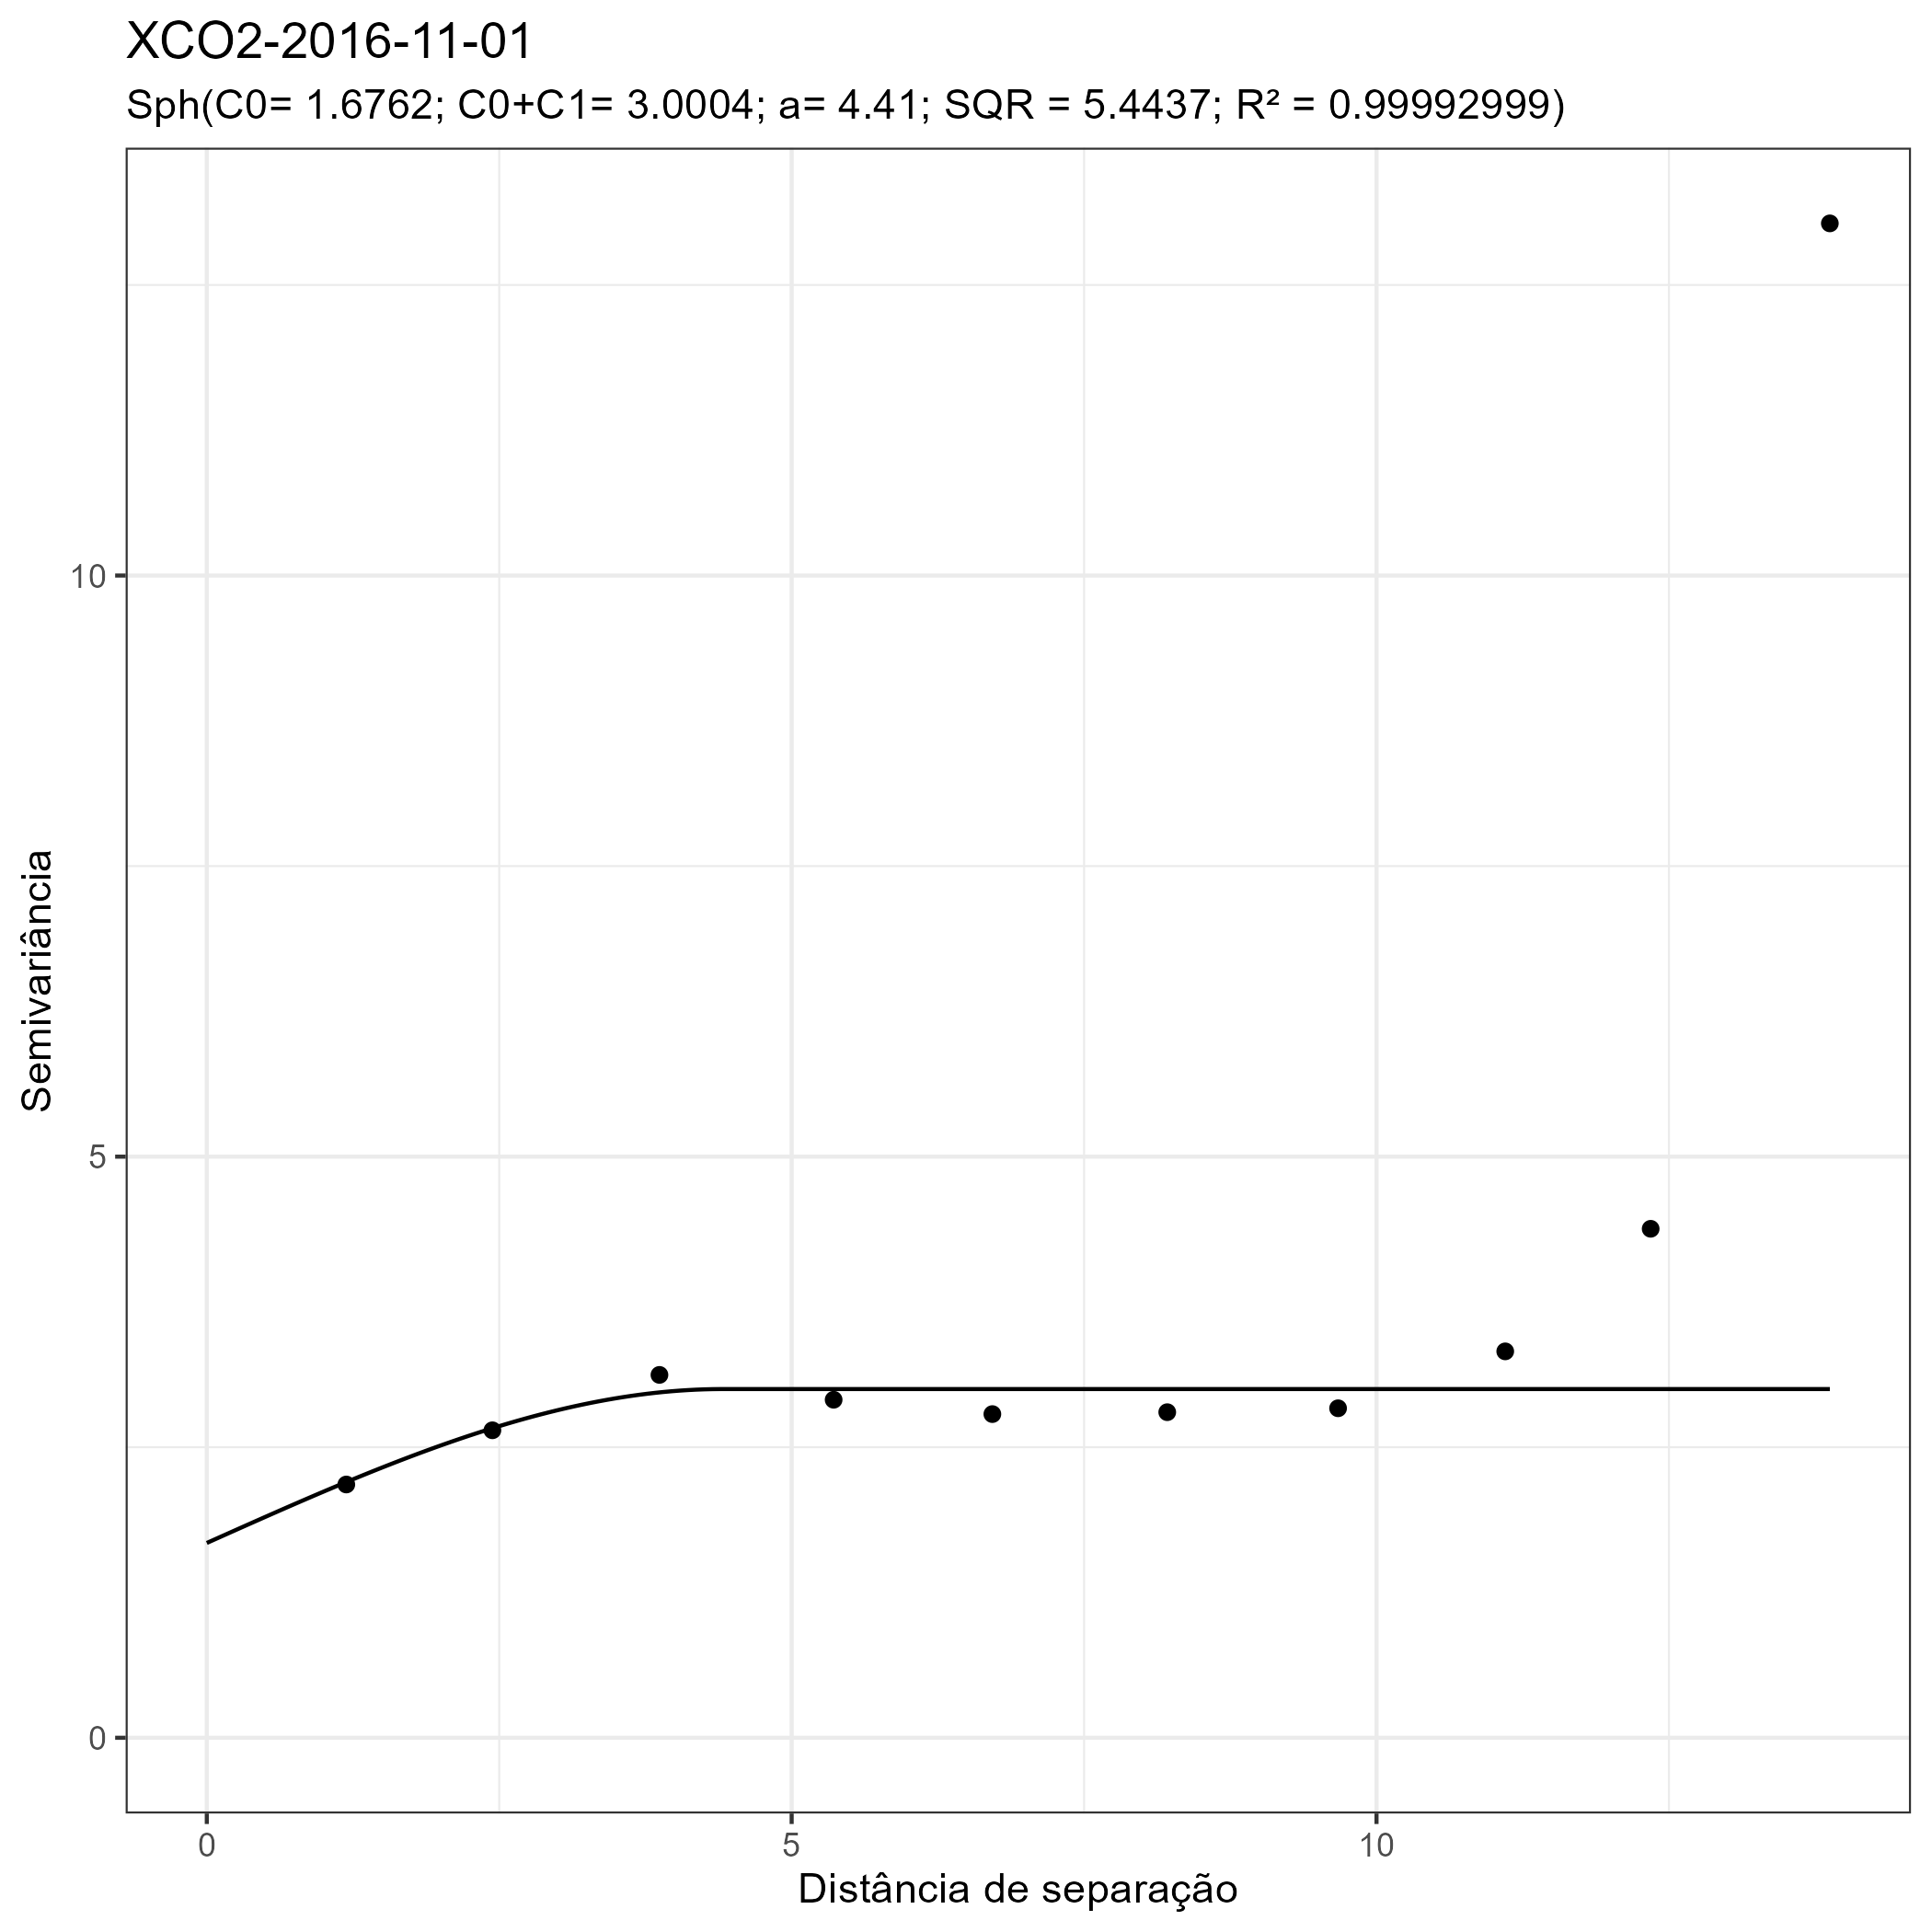 XCO2-2016-11-01
Sph(C0= 1.6762; C0+C1= 3.0004; a= 4.41; SQR = 5.4437; R² = 0.99992999)
Semivariância
10
5
0
0
5
10
Distância de separação